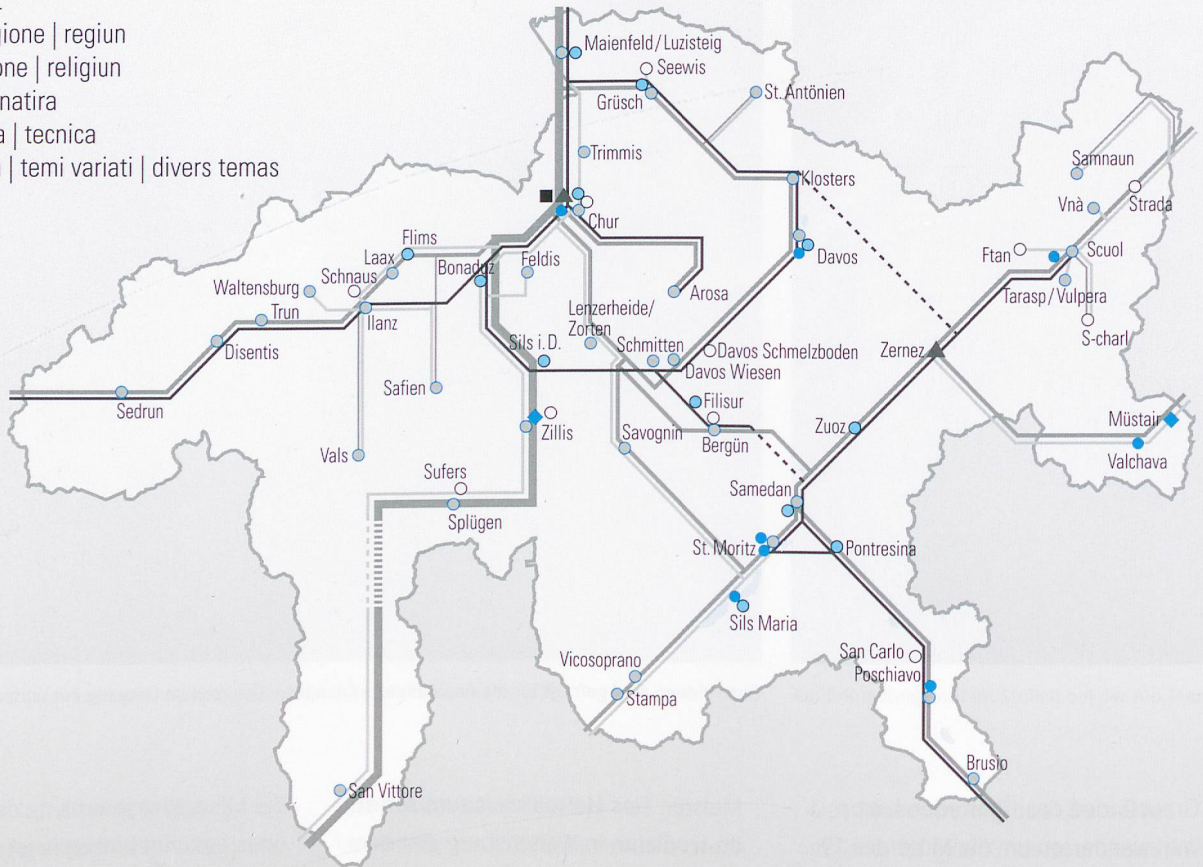 gione | regiun
one | religiun
natira
a | tecnica
| temi variati | divers temas
Maienfeld/Luzisteig
Seewis
Grüsch
St. Antönien
Trimmis
Samnaun
Klosters
Vnà
Strada
Chur
Flims
Laax
Bonaduz
Feldis
Davos
Ftan
Scuol
Schnaus
Waltensburg
Arosa
Tarasp/Vulpera
Trun
Ilanz
Lenzerheide/
Zorten
S-charl
Disentis
Sils i.D.
Schmitten
Davos Schmelzboden
Zernez
Davos Wiesen
Safien
Sedrun
Filisur
Zillis
Bergün
Zuoz
Müstair
Vals
Savognin
Valchava
Sufers
Samedan
Splügen
St. Moritz
Pontresina
Sils Maria
San Carlo
Vicosoprano
Poschiavo
Stampa
Brusio
San Vittore